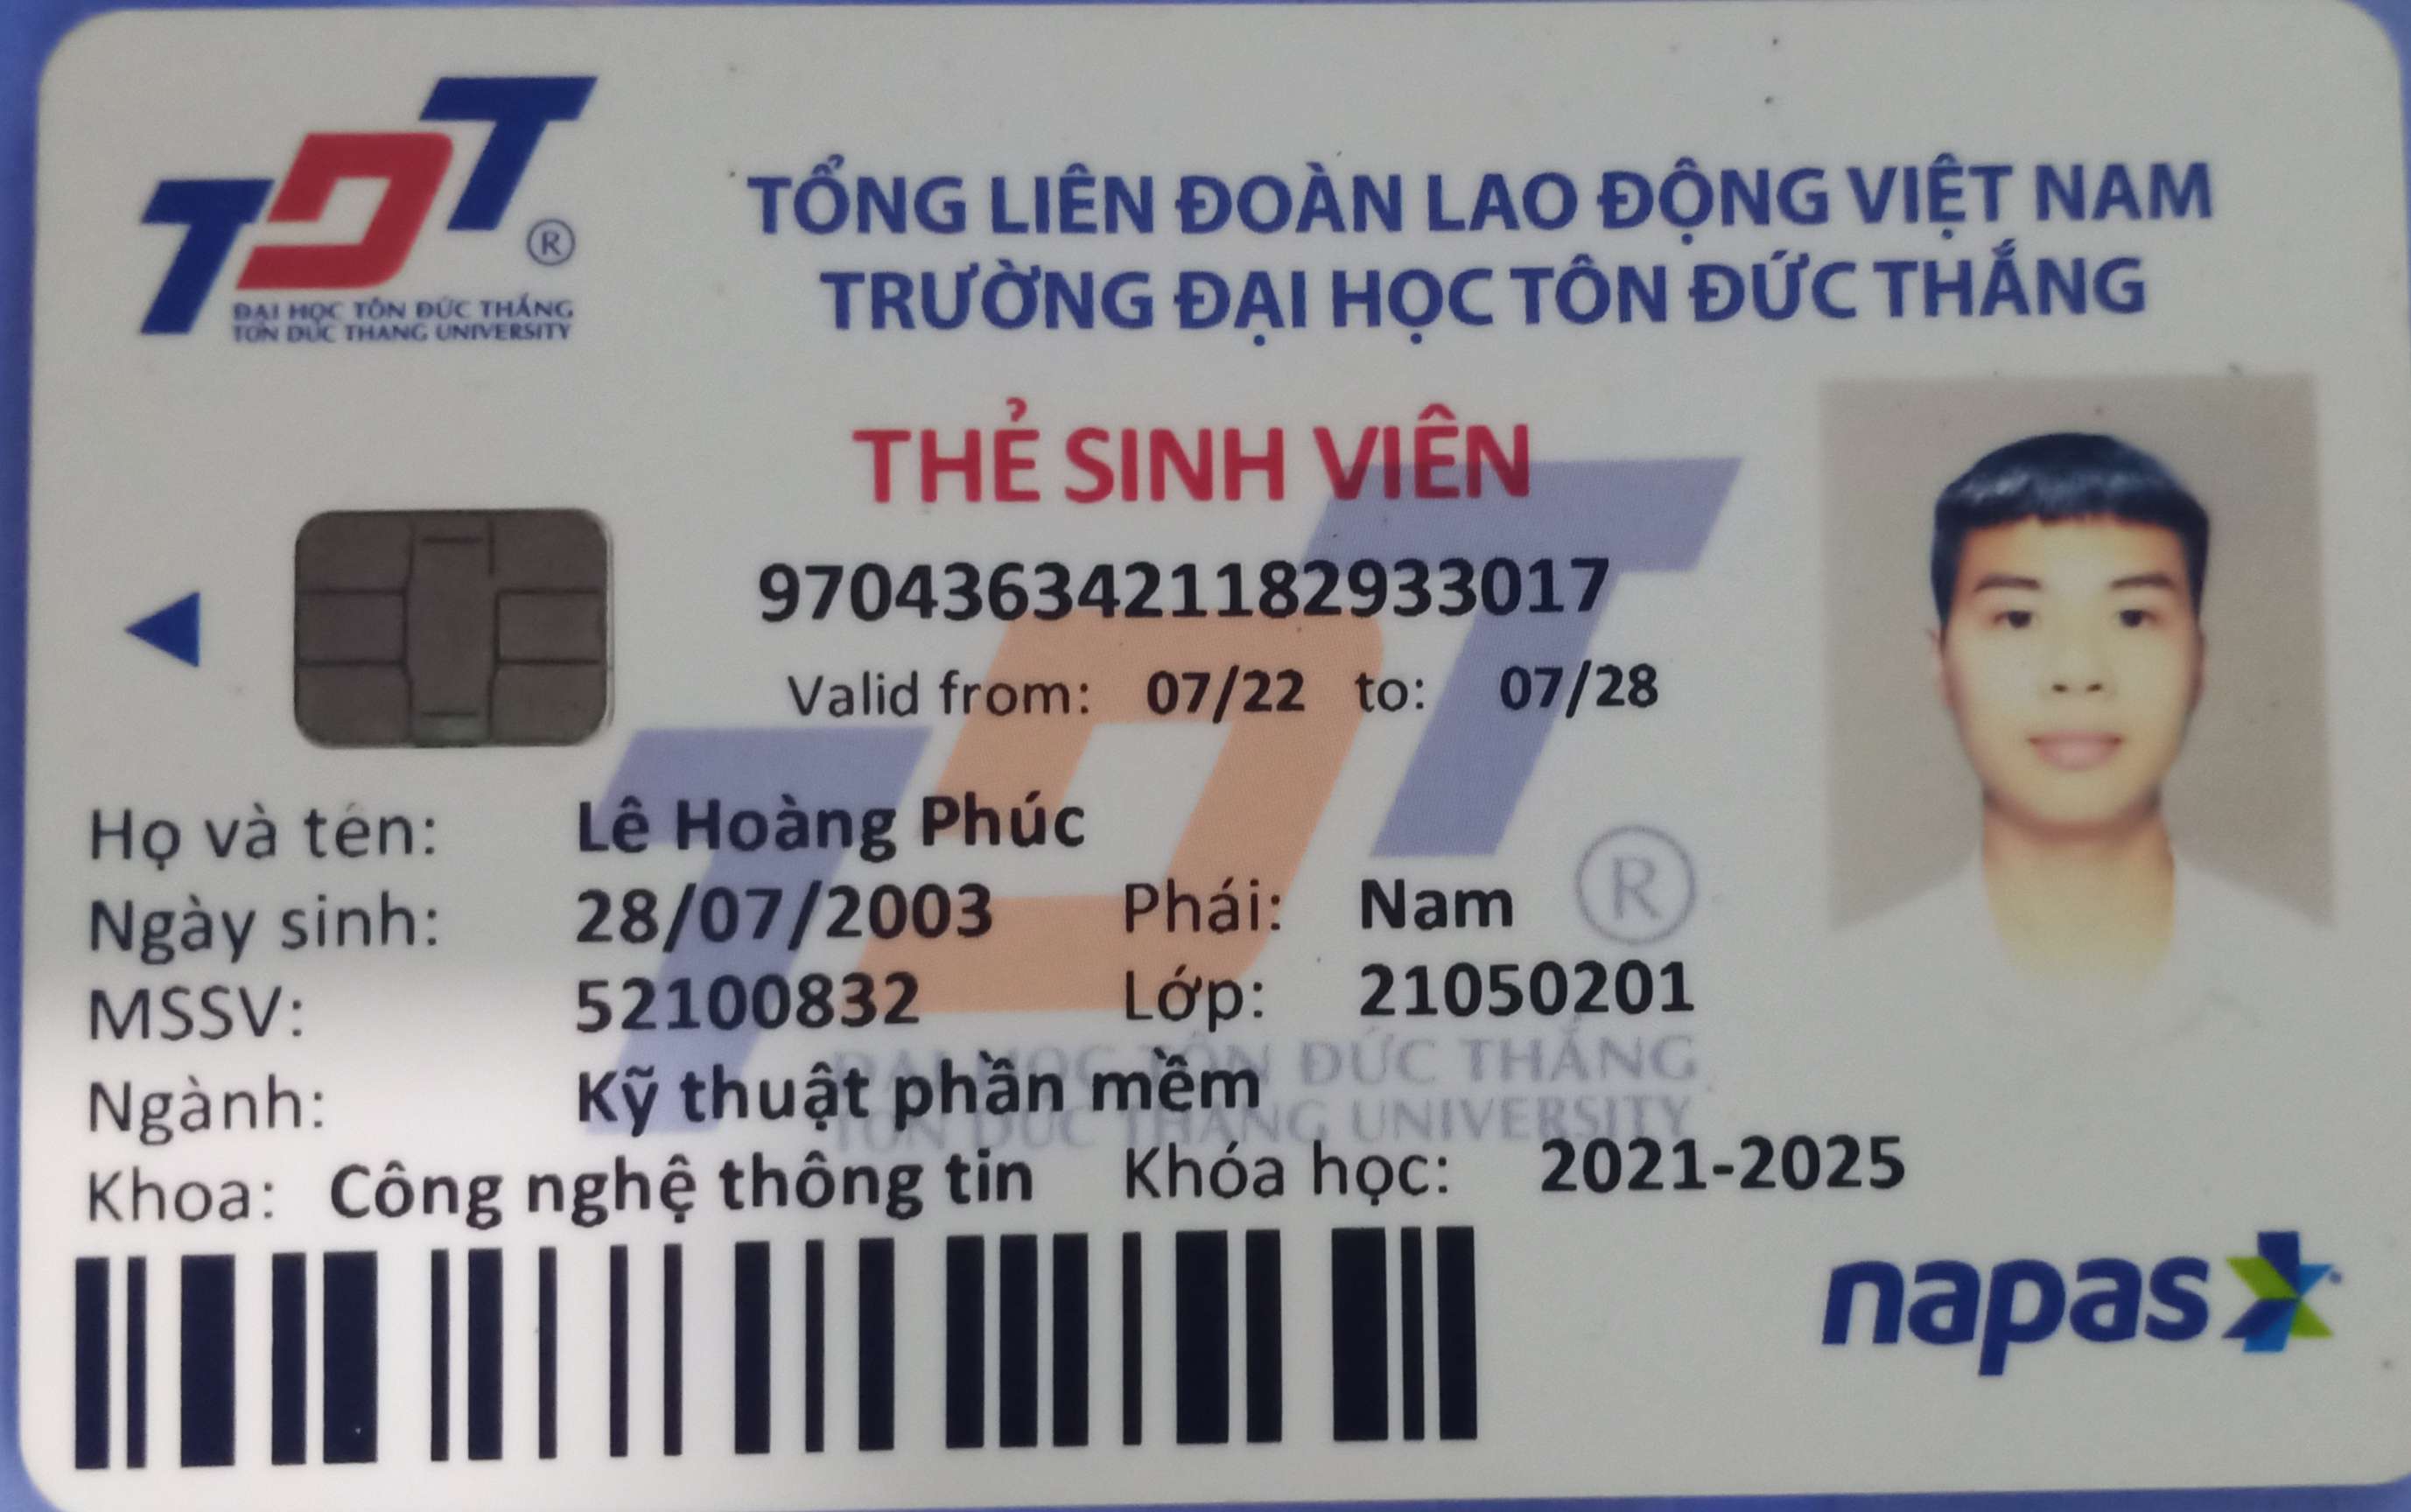 TDT®
ĐẠI HỌC TÔN ĐỨC THẮNG
TON DUC THANG UNIVERSITY
TỔNG LIÊN ĐOÀN LAO ĐỘNG VIỆT NAM
TRƯỜNG ĐẠI HỌC TÔN ĐỨC THẮNG
THẺ SINH VIÊN
9704363421182933017
Valid from: 07/22 to: 07/28
Họ và tên: Lê Hoàng Phúc
Ngày sinh: 28/07/2003 Phái: Nam
MSSV: 52100832 Lớp: 21050201
Ngành: Kỹ thuật phần mềm
Khoa: Công nghệ thông tin Khóa học: 2021-2025
TDT®
ĐẠI HỌC TÔN ĐỨC THẮNG
TON DUC THANG UNIVERSITY
napas